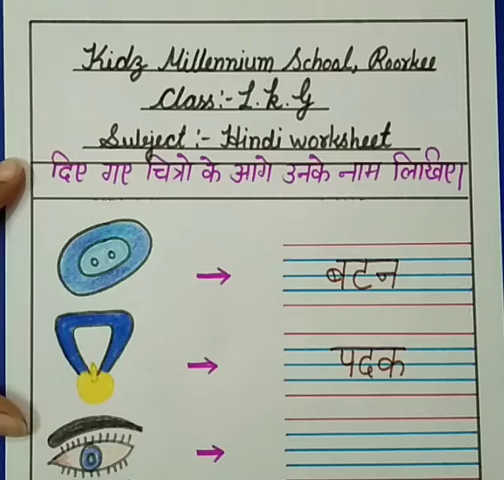 Kidz Millennium School, Roorkee
Class:- L.K.G
Subject:- Hindi worksheet
दिए गए चित्रो के आगे उनके नाम लिखिए।
बटन
पदक